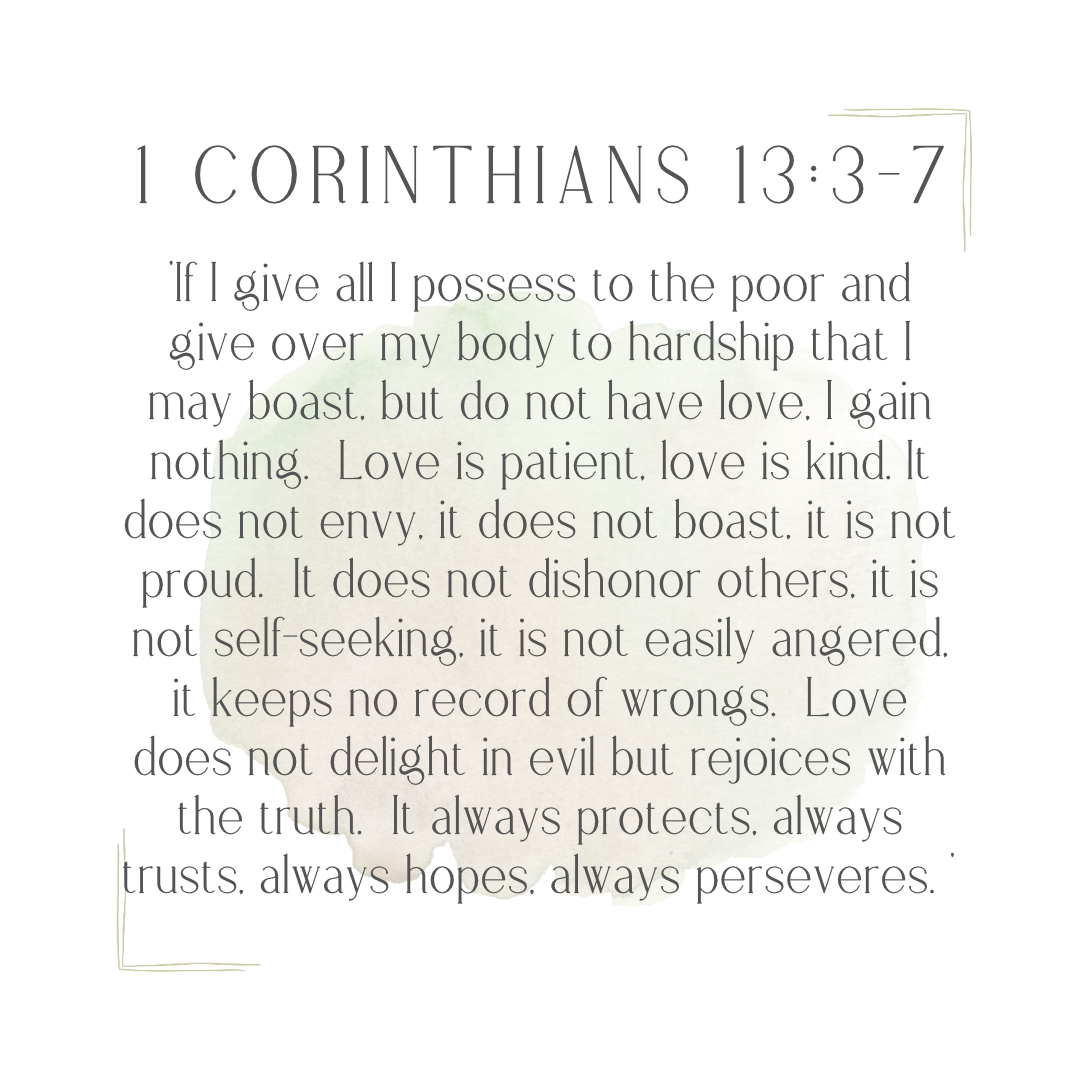 1 CORINTHIANS 13:3-7
'If I give all I possess to the poor and
give over my body to hardship that I
may boast, but do not have love, I gain
nothing.  Love is patient, love is kind. It
does not envy, it does not boast, it is not
proud.  It does not dishonor others, it is
not self-seeking, it is not easily angered,
it keeps no record of wrongs.  Love
does not delight in evil but rejoices with
the truth.  It always protects, always
trusts, always hopes, always perseveres. '